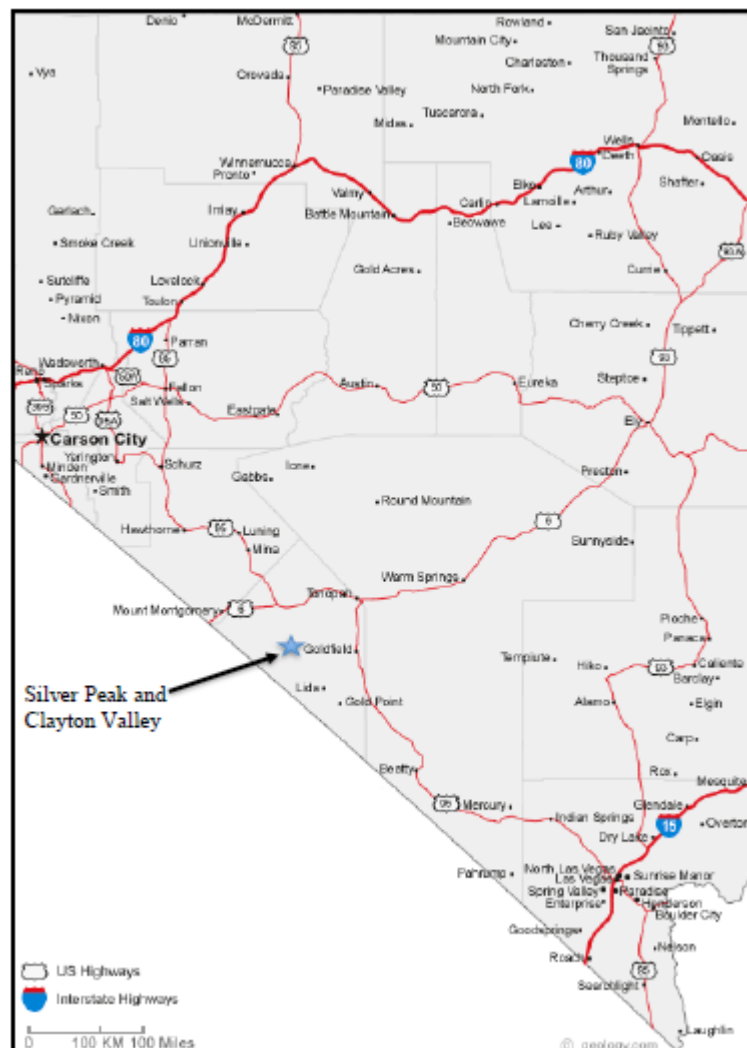 Denio McDermitt Rowland San Jacinto
Mountain City
95 93
Vya Orovada Charleston Thousand
Springs
Paradise Valley North Fork
Tuscarora Montello
Midas
Wells
Winnemucca 80 Deeth Oasis
Pronto Elko Arthur Shafter
Imlay Valmy Carlin Lamoille
Gerlach Battle Mountain Beowawe Lee Ruby Valley
Smoke Creek Unionville 93A
Gold Acres Currie
Sutcliffe Lovelock
Pyramid Toulon
Nixon Cherry Creek Tippett
80 Parran
Wadsworth 95 93
Reno Sparks Fallon Austin 50 Eureka Steptoe
Salt Wells Eastgate
50 95A Ely
Carson City
Yerington Schurz Ione Preston
Minden Gabbs
Gardnerville
Smith Round Mountain
Hawthorne 95 Luning 6
Mina Sunnyside
Warm Springs
Tonopah
Mount Montgomery 6 Pioche
Panaca
Goldfield Tempiute Hiko 93 Caliente
Silver Peak and Lida Barclay
Clayton Valley Gold Point Alamo Elgin
Carp
Beatty Rox Mesquite
95 Mercury Glendale
Indian Springs 15 Overton
Dry Lake
North Las Vegas
Pahrump Las Vegas Sunrise Manor
Spring Valley Paradise
Enterprise Henderson
Boulder City
Goodsprings
Nelson
US Highways Roach
95
Interstate Highways Searchlight
0 100 KM 100 Miles Laughlin
© geology.com